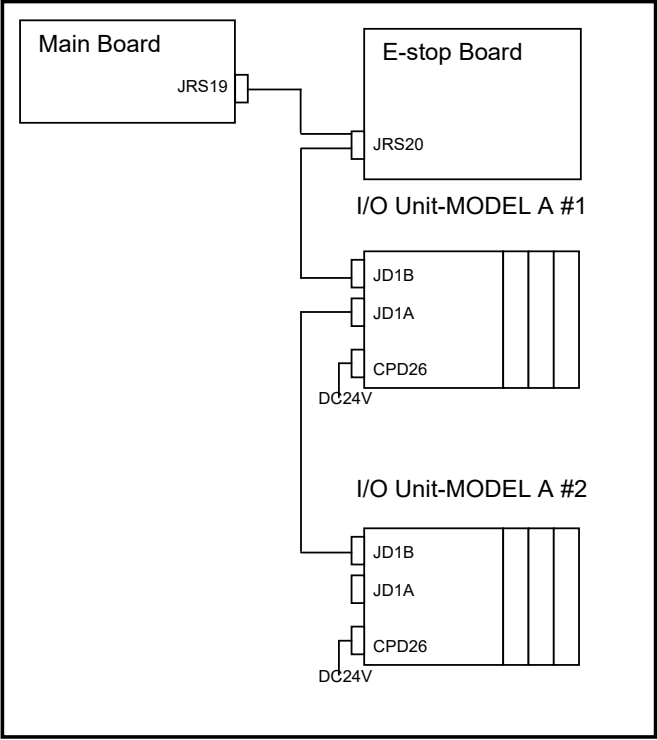 Main Board
JRS19
E-stop Board
JRS20
I/O Unit-MODEL A #1
JD1B
JD1A
CPD26
DC24V
I/O Unit-MODEL A #2
JD1B
JD1A
CPD26
DC24V